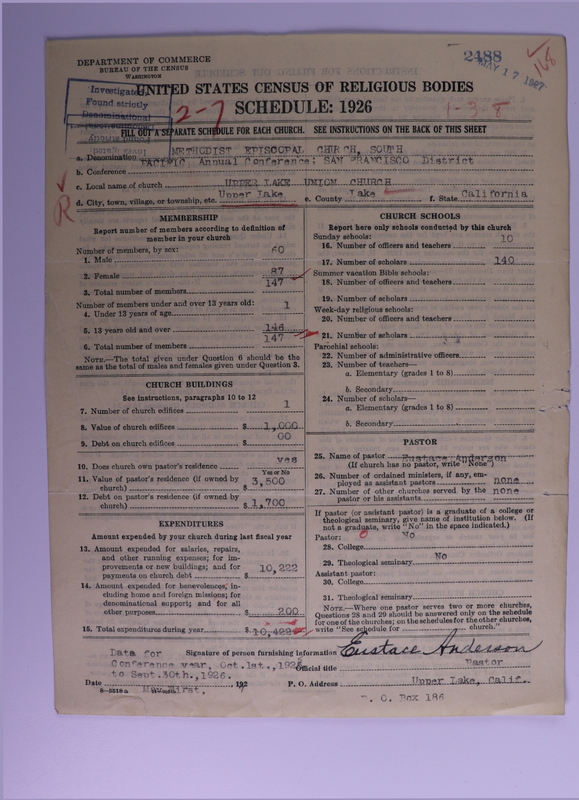 DEPARTMENT OF COMMERCE
BUREAU OF THE CENSUS
WASHINGTON
2488
MAY 17 1927
168
Investigated
Found strictly
Denominational
2-7
1-3-8
UNITED STATES CENSUS OF RELIGIOUS BODIES
SCHEDULE: 1926
FILL OUT A SEPARATE SCHEDULE FOR EACH CHURCH. SEE INSTRUCTIONS ON THE BACK OF THIS SHEET
a. Denomination METHODIST EPISCOPAL CHURCH, SOUTH
b. Conference PACIFIC Annual Conference; SAN FRANCISCO District
c. Local name of church UPPER LAKE UNION CHURCH
d. City, town, village, or township, etc. Upper Lake e. County Lake f. State California
R
MEMBERSHIP
Report number of members according to definition of member in your church
Number of members, by sex:
1. Male 60
2. Female 87
3. Total number of members 147
Number of members under and over 13 years old:
4. Under 13 years of age 1
5. 13 years old and over 146
6. Total number of members 147
NOTE.—The total given under Question 6 should be the same as the total of males and females given under Question 3.
CHURCH BUILDINGS
See instructions, paragraphs 10 to 12
7. Number of church edifices 1
8. Value of church edifices $ 1,000
9. Debt on church edifices $ 00
10. Does church own pastor's residence yes
Yes or No
11. Value of pastor's residence (if owned by church) $ 3,500
12. Debt on pastor's residence (if owned by church) $ 1,700
EXPENDITURES
Amount expended by your church during last fiscal year
13. Amount expended for salaries, repairs, and other running expenses; for improvements or new buildings; and for payments on church debt $ 10,222
14. Amount expended for benevolences, including home and foreign missions; for denominational support; and for all other purposes $ 200
15. Total expenditures during year $ 10,422
CHURCH SCHOOLS
Report here only schools conducted by this church
Sunday schools:
16. Number of officers and teachers 10
17. Number of scholars 140
Summer vacation Bible schools:
18. Number of officers and teachers
19. Number of scholars
Week-day religious schools:
20. Number of officers and teachers
21. Number of scholars
Parochial schools:
22. Number of administrative officers
23. Number of teachers—
a. Elementary (grades 1 to 8)
b. Secondary
24. Number of scholars—
a. Elementary (grades 1 to 8)
b. Secondary
PASTOR
25. Name of pastor Eustace Anderson
(If church has no pastor, write "None")
26. Number of ordained ministers, if any, employed as assistant pastors none
27. Number of other churches served by the pastor or his assistants none
If pastor (or assistant pastor) is a graduate of a college or theological seminary, give name of institution below. (If not a graduate, write "No" in the space indicated.)
Pastor:
28. College No
29. Theological seminary No
Assistant pastor:
30. College
31. Theological seminary
NOTE.—Where one pastor serves two or more churches, Questions 28 and 29 should be answered only on the schedule for one of the churches; on the schedules for the other churches, write "See schedule for church."
Signature of person furnishing information Eustace Anderson
Official title Pastor
Data for
Conference year, Oct.1st.,192
to Sept.30th.,1926.
Date May First, 192
P. O. Address Upper Lake, Calif.
8-5518a
P. O. Box 186